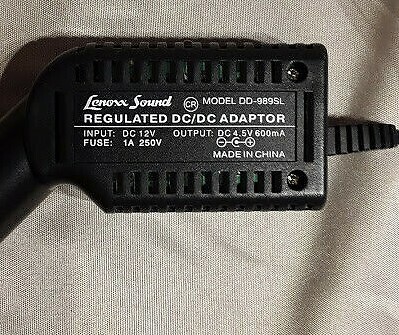 Lenoxx Sound CR MODEL DD-989SL
REGULATED DC/DC ADAPTOR
INPUT: DC 12V OUTPUT: DC 4.5V 600mA
FUSE: 1A 250V
MADE IN CHINA